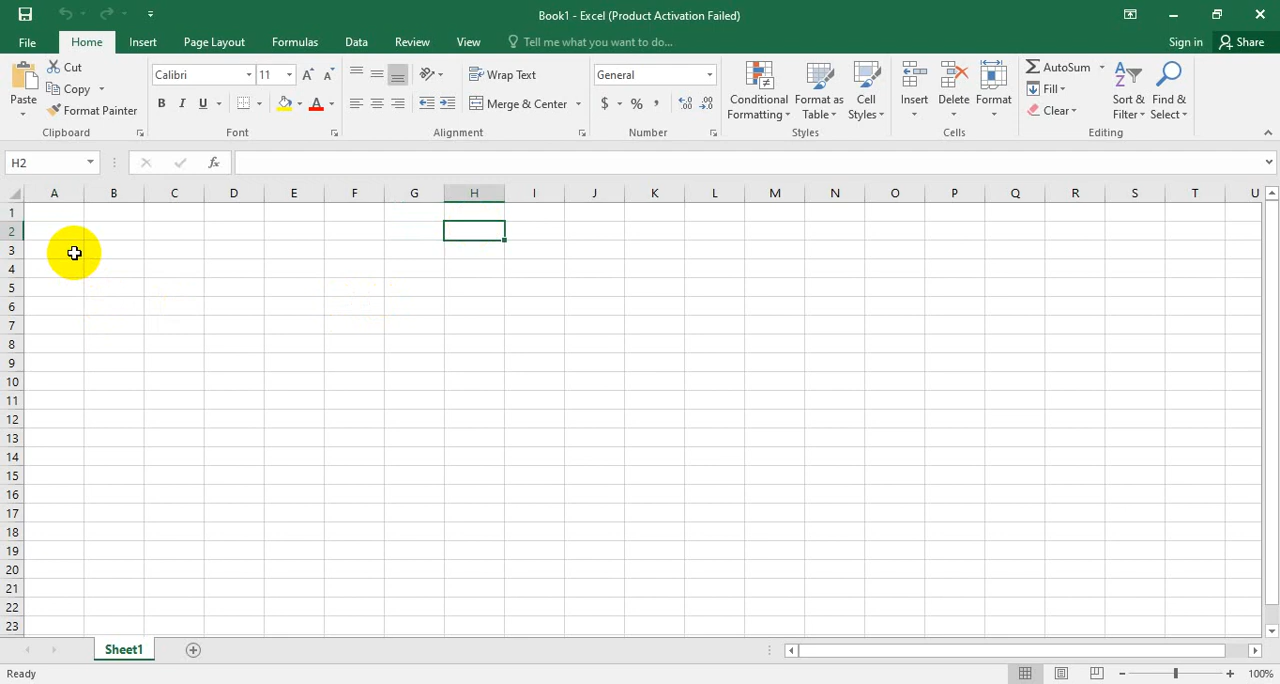 Book1 - Excel (Product Activation Failed)
File Home Insert Page Layout Formulas Data Review View Tell me what you want to do... Sign in Share
Paste Cut Copy Format Painter Clipboard
Calibri 11 B I U A A A Font
Wrap Text Merge & Center Alignment
General $ % , Number
Conditional Formatting Format as Table Cell Styles Styles
Insert Delete Format Cells
AutoSum Fill Clear Sort & Filter Find & Select Editing
H2 fx
A B C D E F G H I J K L M N O P Q R S T U
1
2
3
4
5
6
7
8
9
10
11
12
13
14
15
16
17
18
19
20
21
22
23
Sheet1
Ready 100%